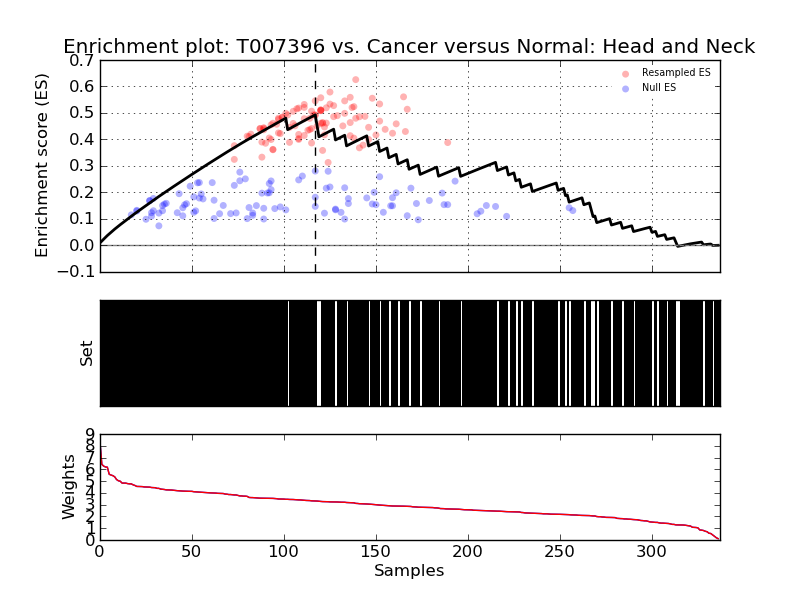 Enrichment plot: T007396 vs. Cancer versus Normal: Head and Neck
0.7
0.6
0.5
0.4
0.3
0.2
0.1
0.0
−0.1
Enrichment score (ES)
Resampled ES
Null ES
Set
9
8
7
6
5
4
3
2
1
0
Weights
0 50 100 150 200 250 300
Samples